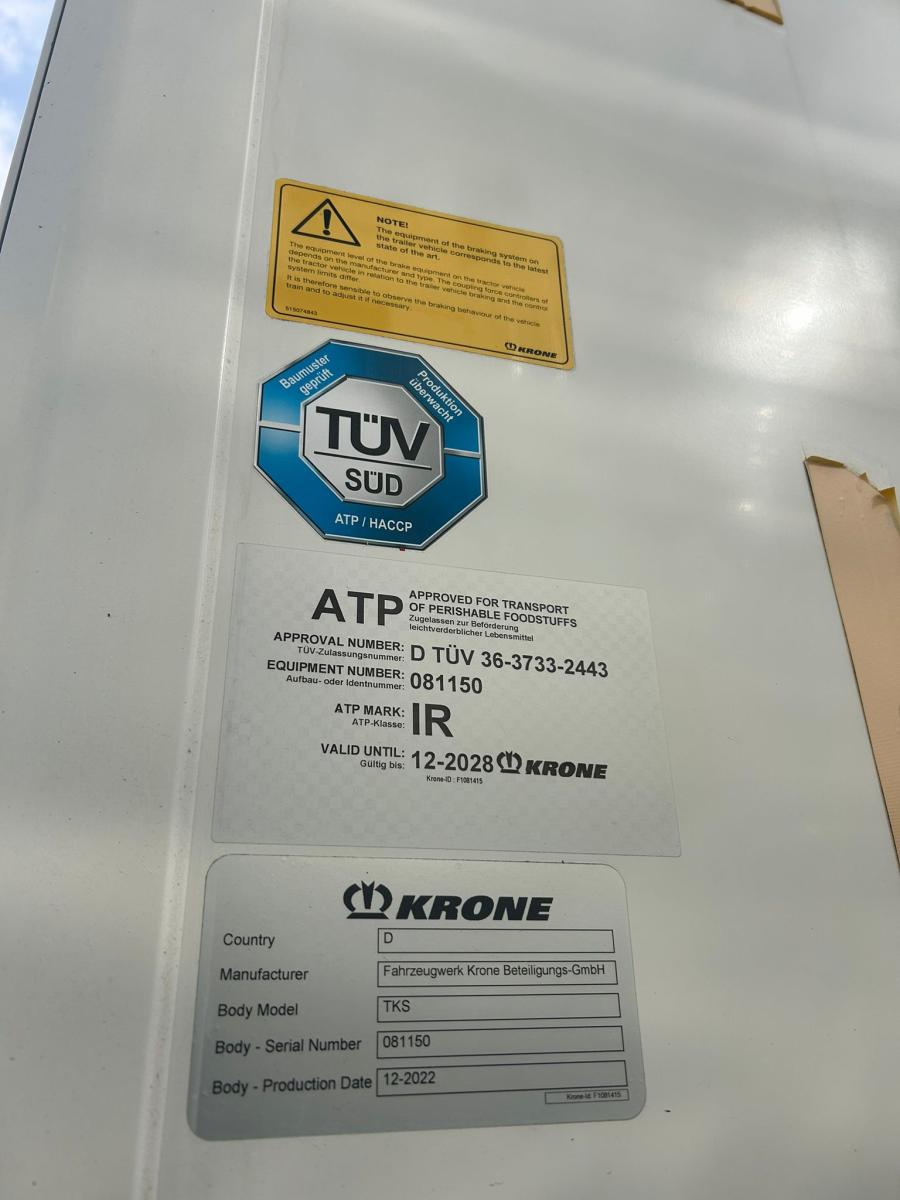 NOTE!
The equipment of the braking system on
the trailer vehicle corresponds to the latest
state of the art.
The equipment level of the brake equipment on the tractor vehicle
depends on the manufacturer and type. The coupling force controllers of
the tractor vehicle in relation to the trailer vehicle braking and the control
system limits differ.
It is therefore sensible to observe the braking behaviour of the vehicle
train and to adjust it if necessary.
515074843
KRONE
Baumuster
geprüft
Produktion
überwacht
TÜV
SÜD
ATP / HACCP
ATP
APPROVED FOR TRANSPORT
OF PERISHABLE FOODSTUFFS
Zugelassen zur Beförderung
leichtverderblicher Lebensmittel
APPROVAL NUMBER:
TÜV-Zulassungsnummer:
D TÜV 36-3733-2443
EQUIPMENT NUMBER:
Aufbau- oder Identnummer:
081150
ATP MARK:
ATP-Klasse:
IR
VALID UNTIL:
Gültig bis:
12-2028 KRONE
Krone-ID : F1081415
KRONE
Country D
Manufacturer Fahrzeugwerk Krone Beteiligungs-GmbH
Body Model TKS
Body - Serial Number 081150
Body - Production Date 12-2022
Krone-Id: F1081415